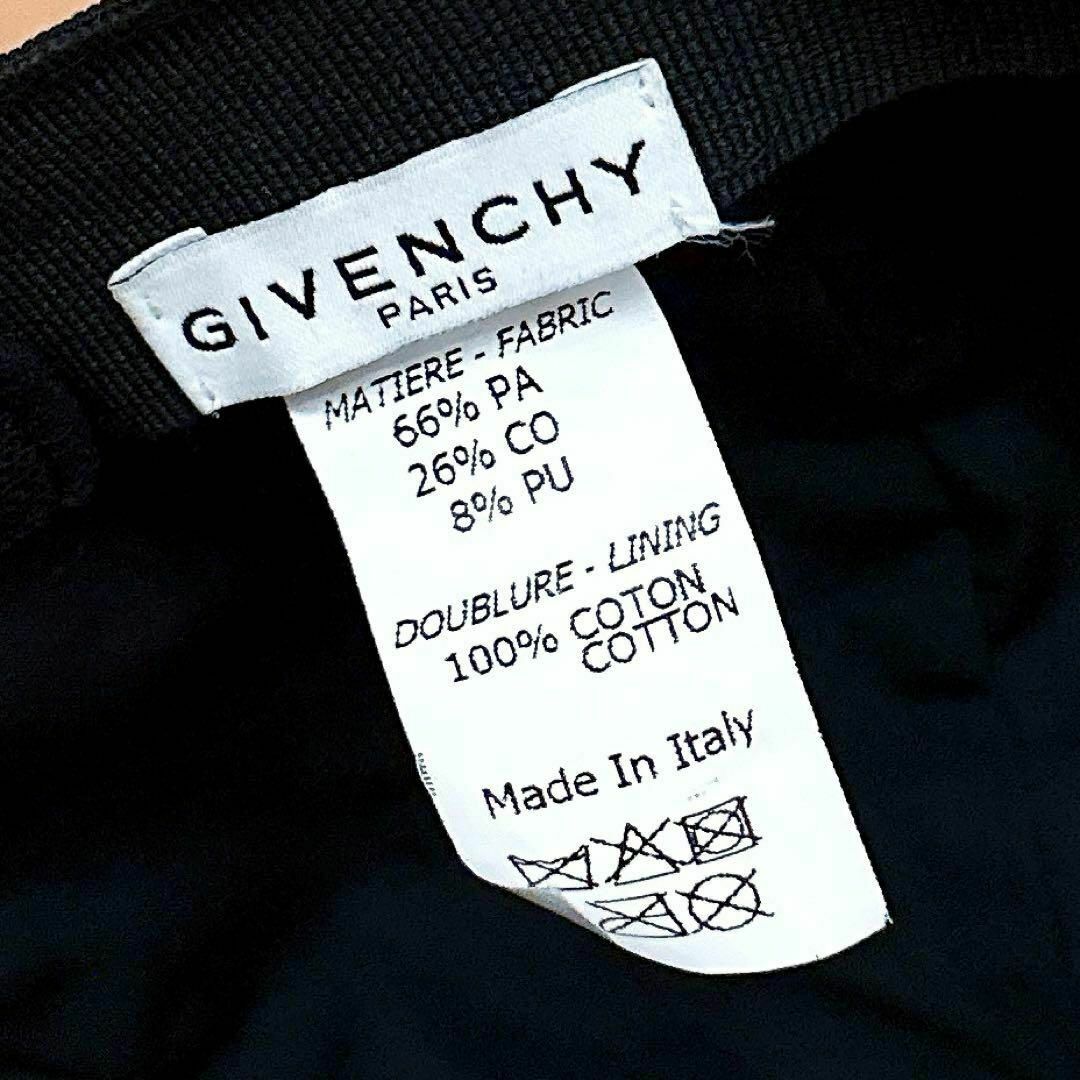 GIVENCHY
PARIS
MATIERE - FABRIC
66% PA
26% CO
8% PU
DOUBLURE - LINING
100% COTON
COTTON
Made In Italy